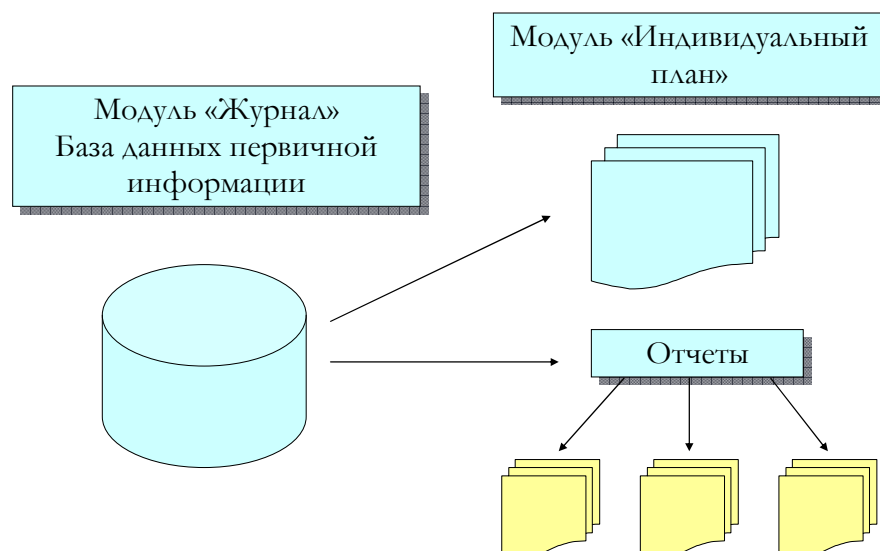 Модуль «Журнал»
База данных первичной
информации
Модуль «Индивидуальный
план»
Отчеты